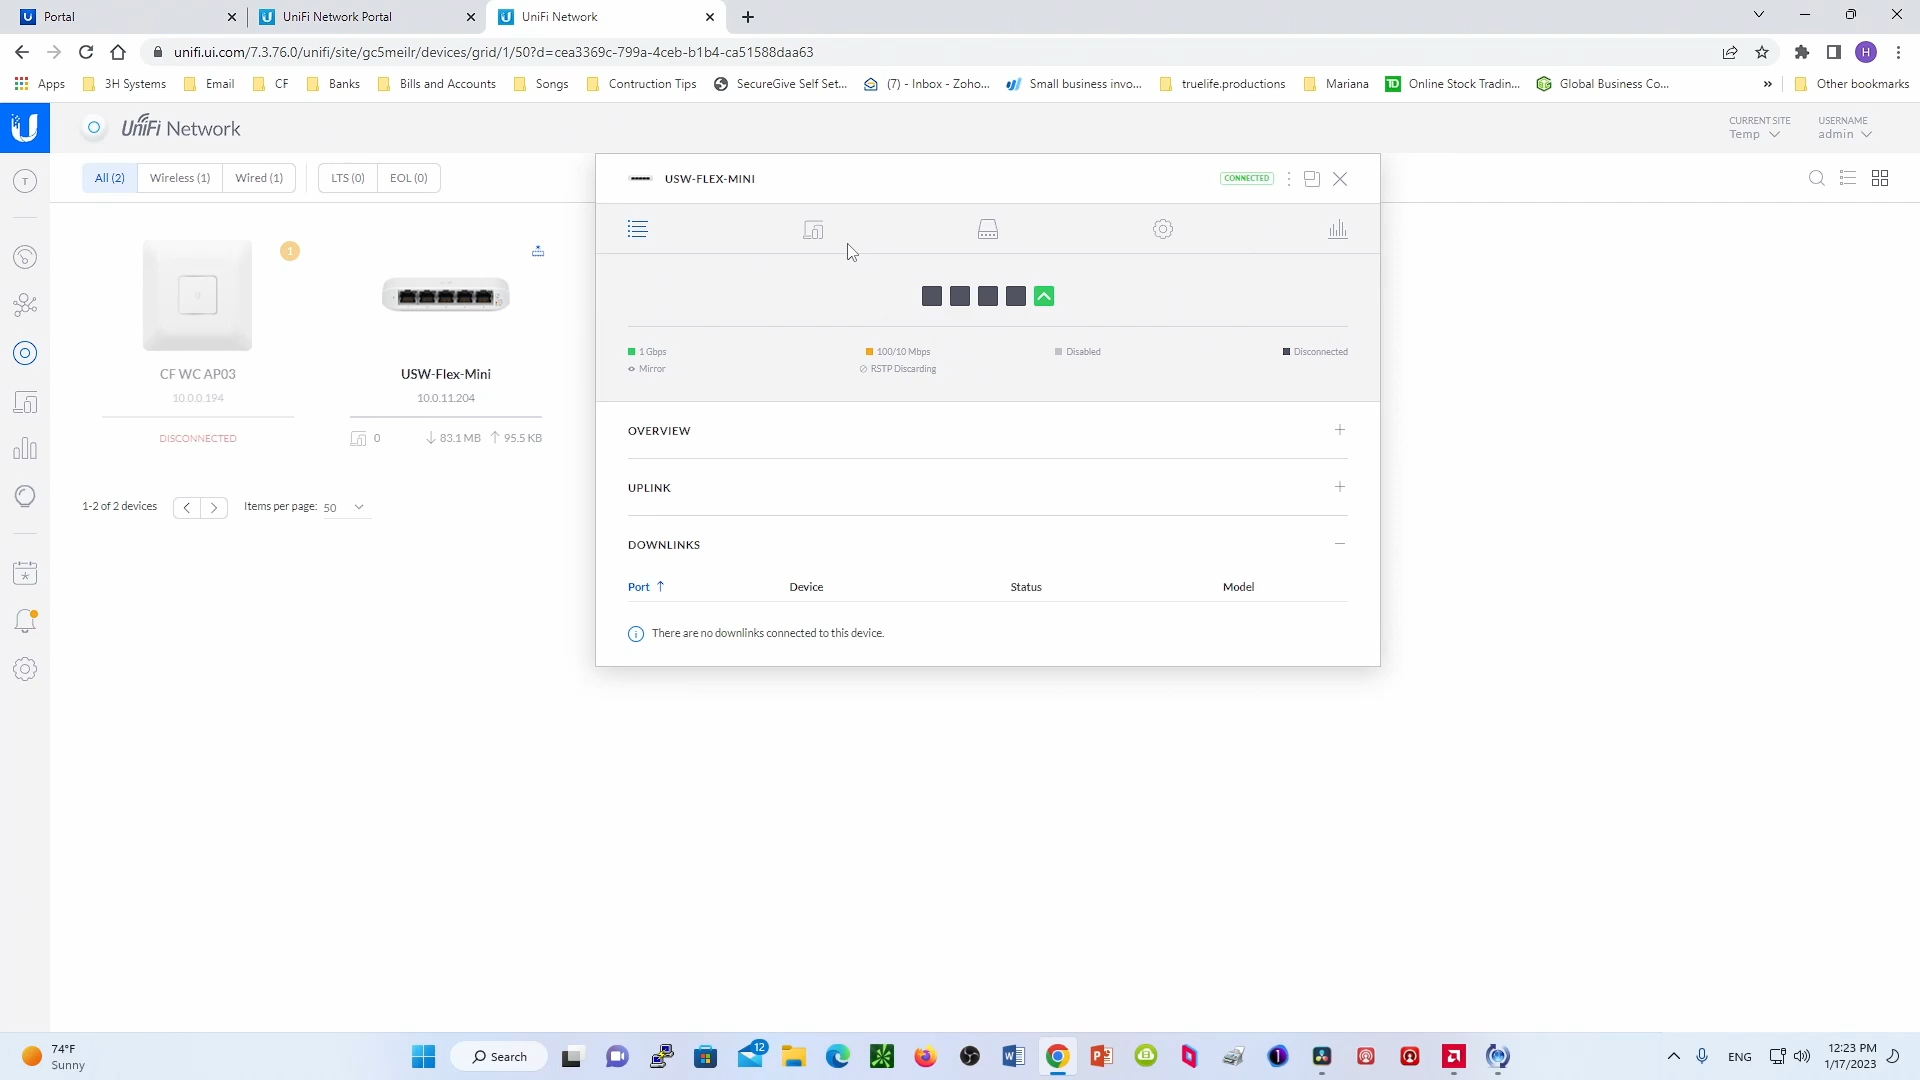 Portal
UniFi Network Portal
UniFi Network
unifi.ui.com/7.3.76.0/unifi/site/gc5meilr/devices/grid/1/50?d=cea3369c-799a-4ceb-b1b4-ca51588daa63
H
Apps
3H Systems
Email
CF
Banks
Bills and Accounts
Songs
Contruction Tips
SecureGive Self Set...
(7) - Inbox - Zoho...
Small business invo...
truelife.productions
Mariana
Online Stock Tradin...
Global Business Co...
»
Other bookmarks
UniFi Network
CURRENT SITE
Temp
USERNAME
admin
T
All (2)
Wireless (1)
Wired (1)
LTS (0)
EOL (0)
1
CF WC AP03
10.0.0.194
DISCONNECTED
USW-Flex-Mini
10.0.11.204
0
83.1 MB
95.5 KB
1-2 of 2 devices
Items per page: 50
USW-FLEX-MINI
CONNECTED
1 Gbps
100/10 Mbps
Disabled
Disconnected
Mirror
RSTP Discarding
OVERVIEW
UPLINK
DOWNLINKS
Port
Device
Status
Model
There are no downlinks connected to this device.
74°F
Sunny
Search
12
ENG
12:23 PM
1/17/2023